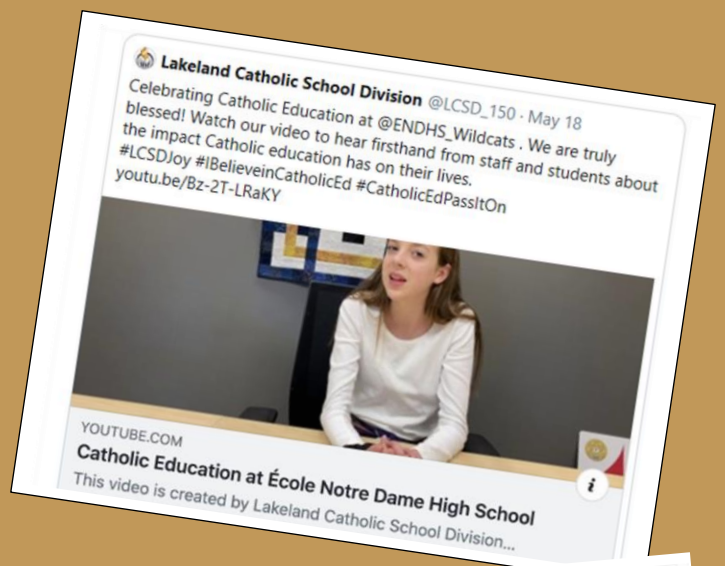 Lakeland Catholic School Division @LCSD_150 · May 18
Celebrating Catholic Education at @ENDHS_Wildcats . We are truly
blessed! Watch our video to hear firsthand from staff and students about
the impact Catholic education has on their lives.
#LCSDJoy #IBelieveinCatholicEd #CatholicEdPassItOn
youtu.be/Bz-2T-LRaKY
YOUTUBE.COM
Catholic Education at École Notre Dame High School
This video is created by Lakeland Catholic School Division...
i